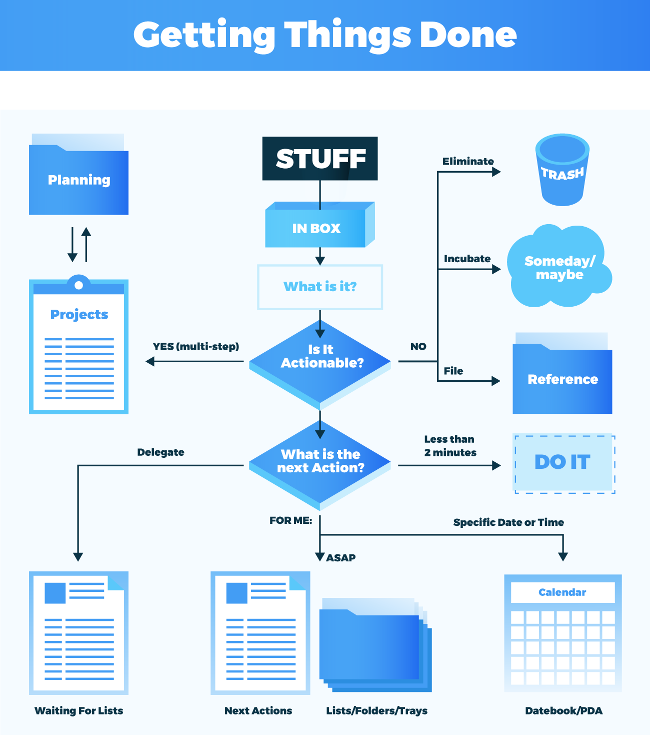 Getting Things Done
STUFF
Planning
Eliminate
TRASH
IN BOX
Incubate
Someday/
maybe
What is it?
Projects
YES (multi-step)
Is It
Actionable?
NO
File
Reference
Delegate
What is the
next Action?
Less than
2 minutes
DO IT
FOR ME:
Specific Date or Time
ASAP
Calendar
Waiting For Lists
Next Actions
Lists/Folders/Trays
Datebook/PDA